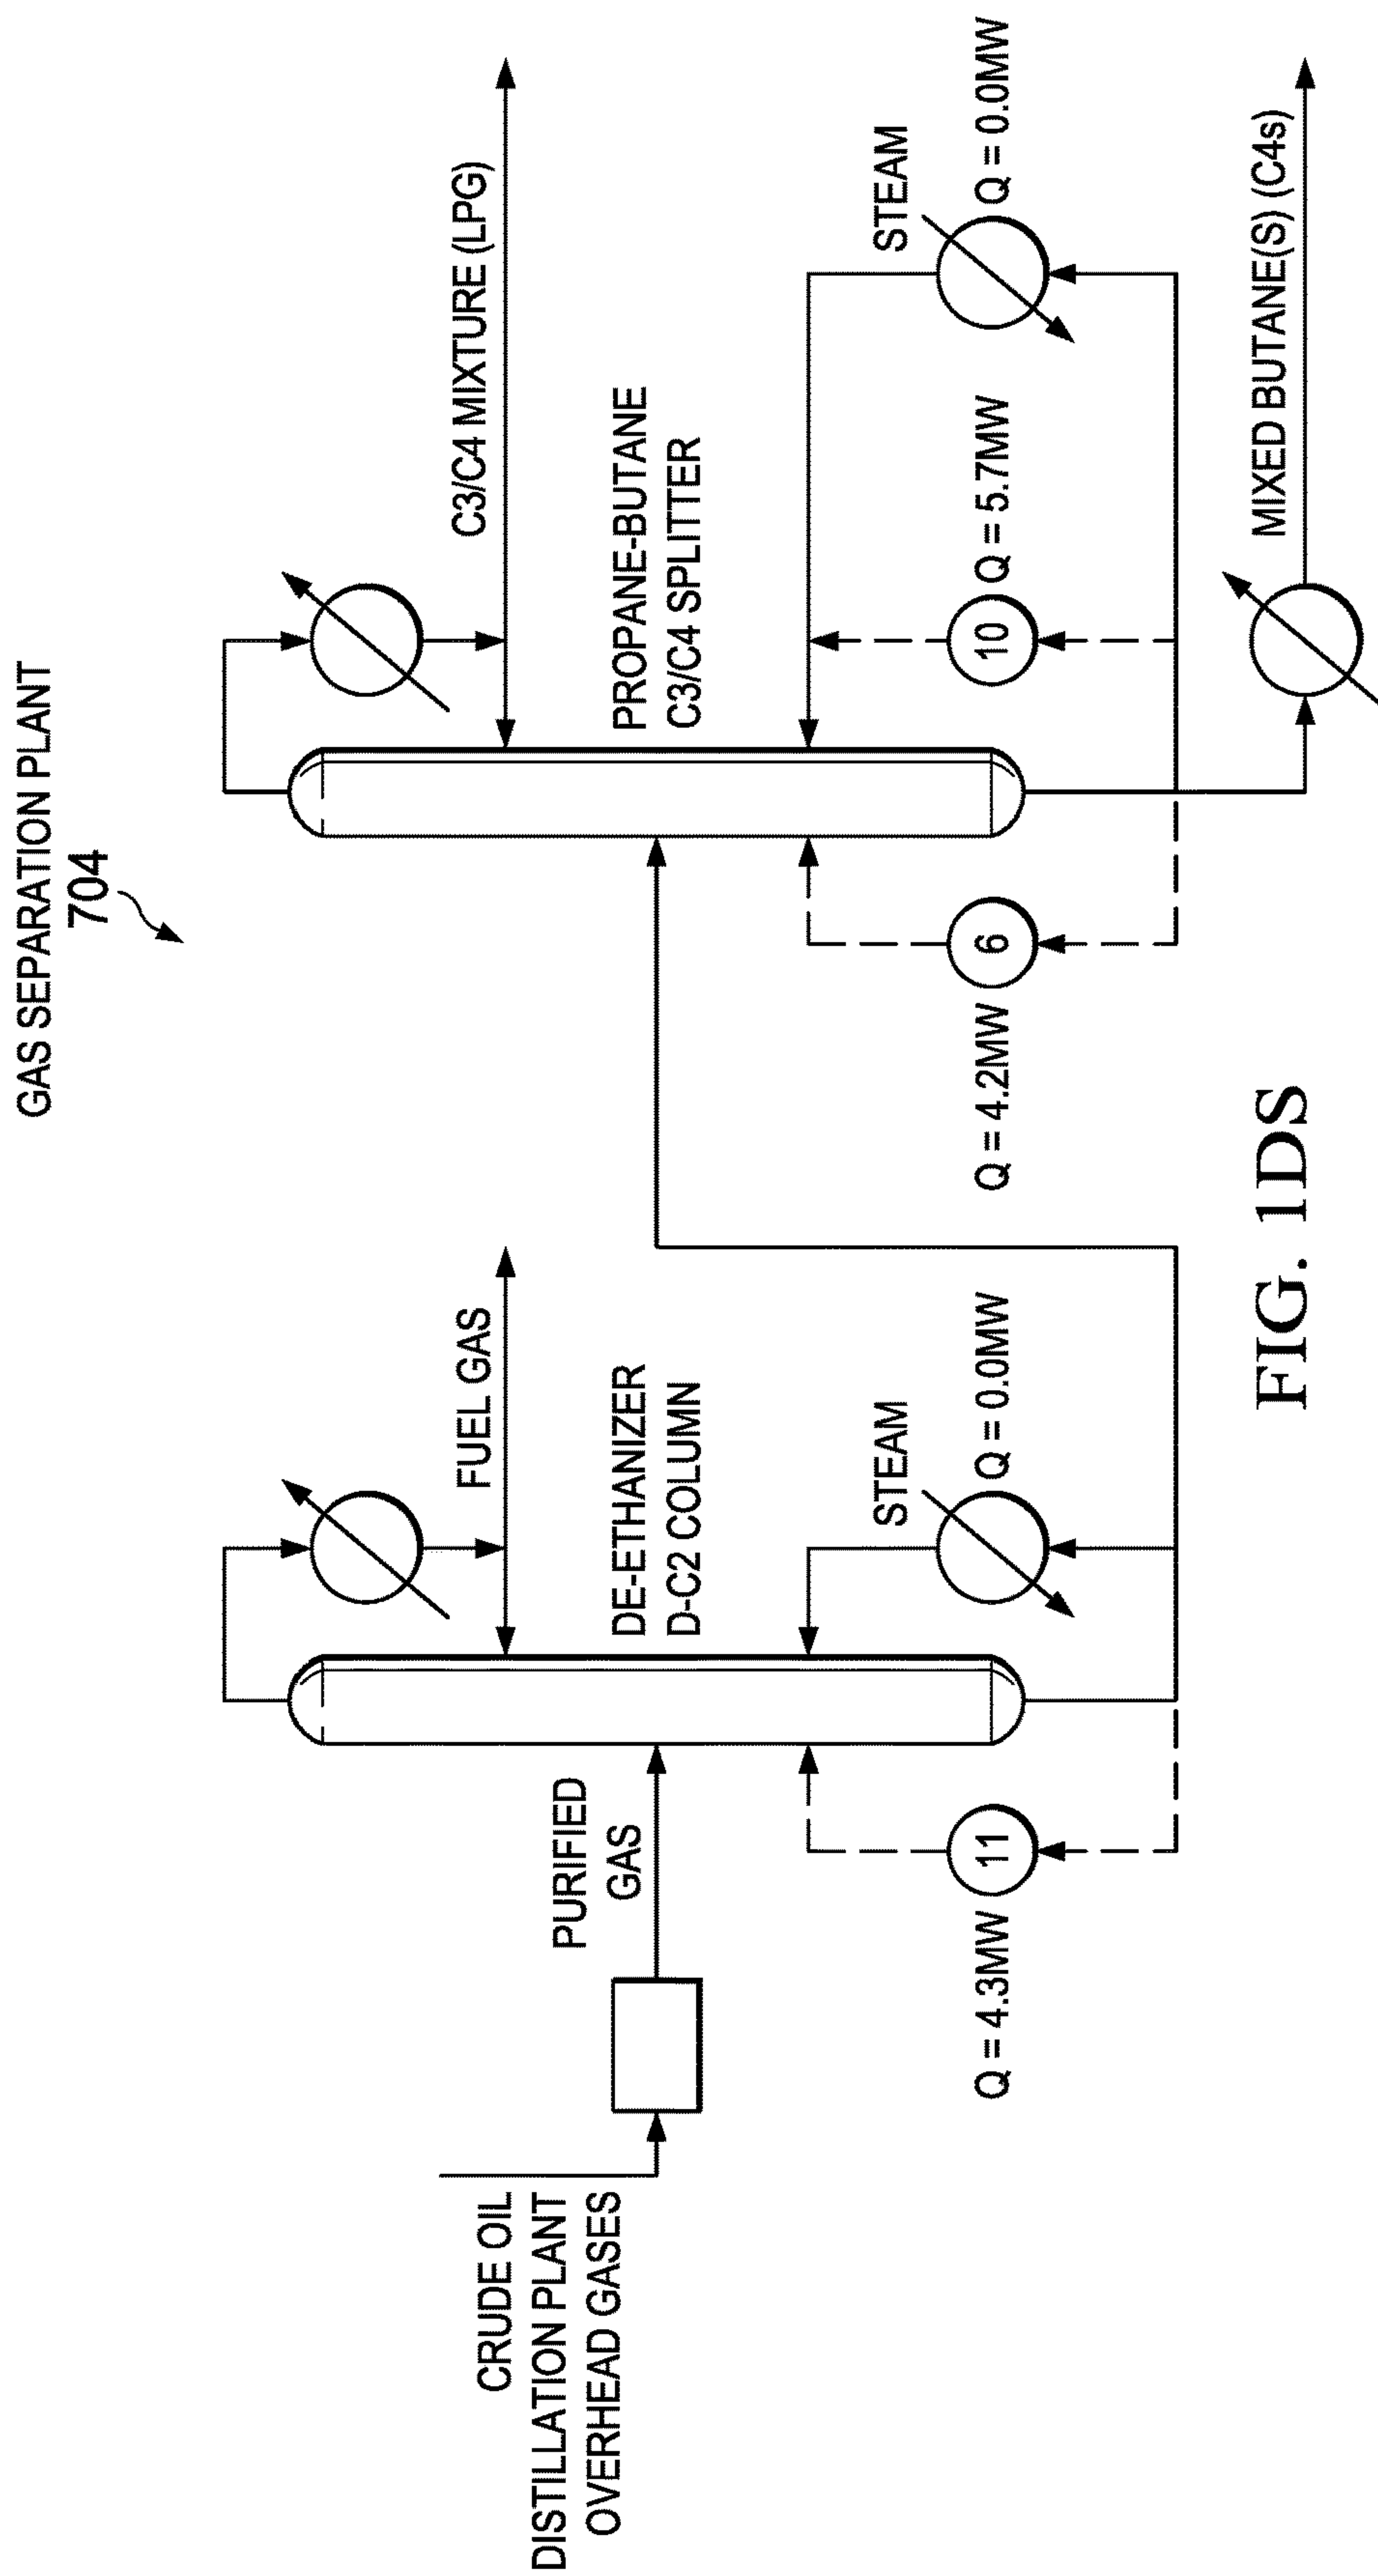 GAS SEPARATION PLANT
704
CRUDE OIL
DISTILLATION PLANT
OVERHEAD GASES
PURIFIED
GAS
FUEL GAS
DE-ETHANIZER
D-C2 COLUMN
STEAM
Q = 0.0MW
11
Q = 4.3MW
C3/C4 MIXTURE (LPG)
PROPANE-BUTANE
C3/C4 SPLITTER
STEAM
Q = 0.0MW
10
Q = 5.7MW
6
Q = 4.2MW
MIXED BUTANE(S) (C4s)
FIG. 1DS